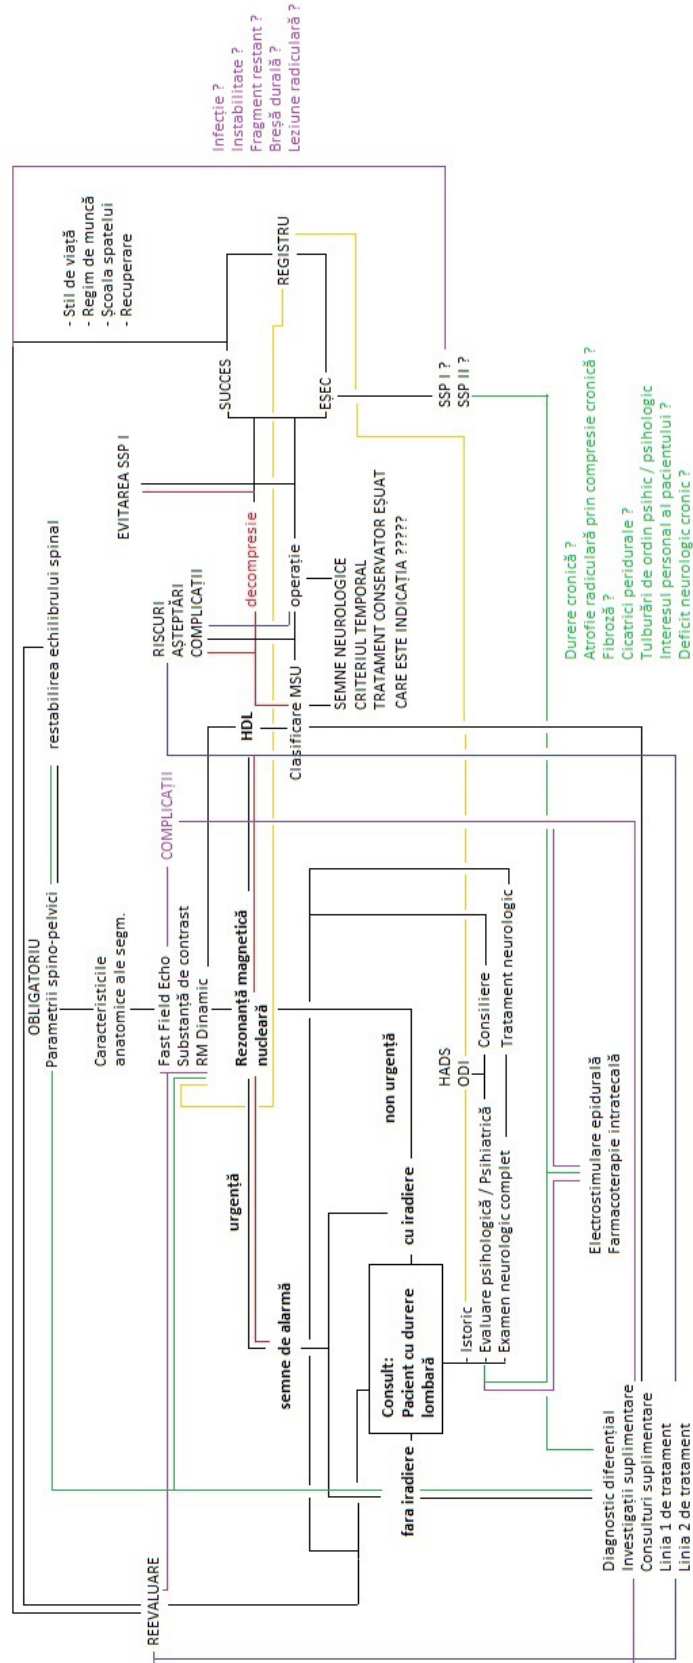 REEVALUARE
OBLIGATORIU
Parametrii spino-pelvici
restabilirea echilibrului spinal
Caracteristicile
anatomice ale segm.
Fast Field Echo
Substanță de contrast
RM Dinamic
COMPLICAȚII
EVITAREA SSP I
RISCURI
AȘTEPTĂRI
COMPLICAȚII
- Stil de viață
- Regim de muncă
- Școala spatelui
- Recuperare
Infecție ?
Instabilitate ?
Fragment restant ?
Breșă durală ?
Leziune radiculară ?
urgență
semne de alarmă
Rezonanță magnetică
nucleară
HDL
decompresie
Clasificare MSU
operație
SUCCES
EȘEC
REGISTRU
SEMNE NEUROLOGICE
CRITERIUL TEMPORAL
TRATAMENT CONSERVATOR EȘUAT
CARE ESTE INDICAȚIA ?????
fara iradiere
Consult:
Pacient cu durere
lombară
cu iradiere
non urgență
SSP I ?
SSP II ?
HADS
ODI
- Istoric
- Evaluare psihologică / Psihiatrică
Consiliere
Examen neurologic complet
Tratament neurologic
Electrostimulare epidurală
Farmacoterapie intratecală
Durere cronică ?
Atrofie radiculară prin compresie cronică ?
Fibroză ?
Cicatrici peridurale ?
Tulburări de ordin psihic / psihologic
Interesul personal al pacientului ?
Deficit neurologic cronic ?
Diagnostic diferențial
Investigații suplimentare
Consulturi suplimentare
Linia 1 de tratament
Linia 2 de tratament